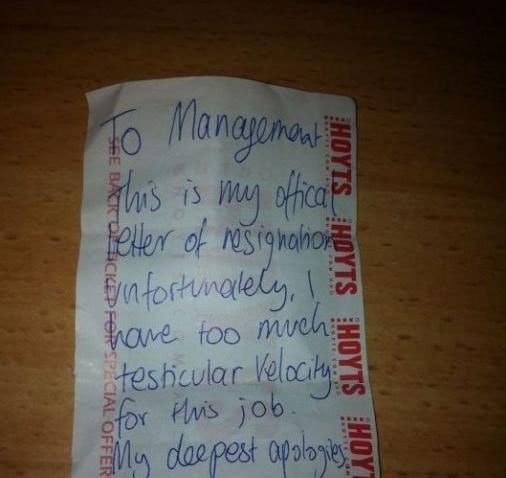 To Management
This is my offical
letter of resignation
unfortunately, I
have too much
testicular Velocity
for this job.
My deepest apologies
SEE BACK OF TICKET FOR SPECIAL OFFER
HOYTS
HOYTS
HOYTS
HOYT